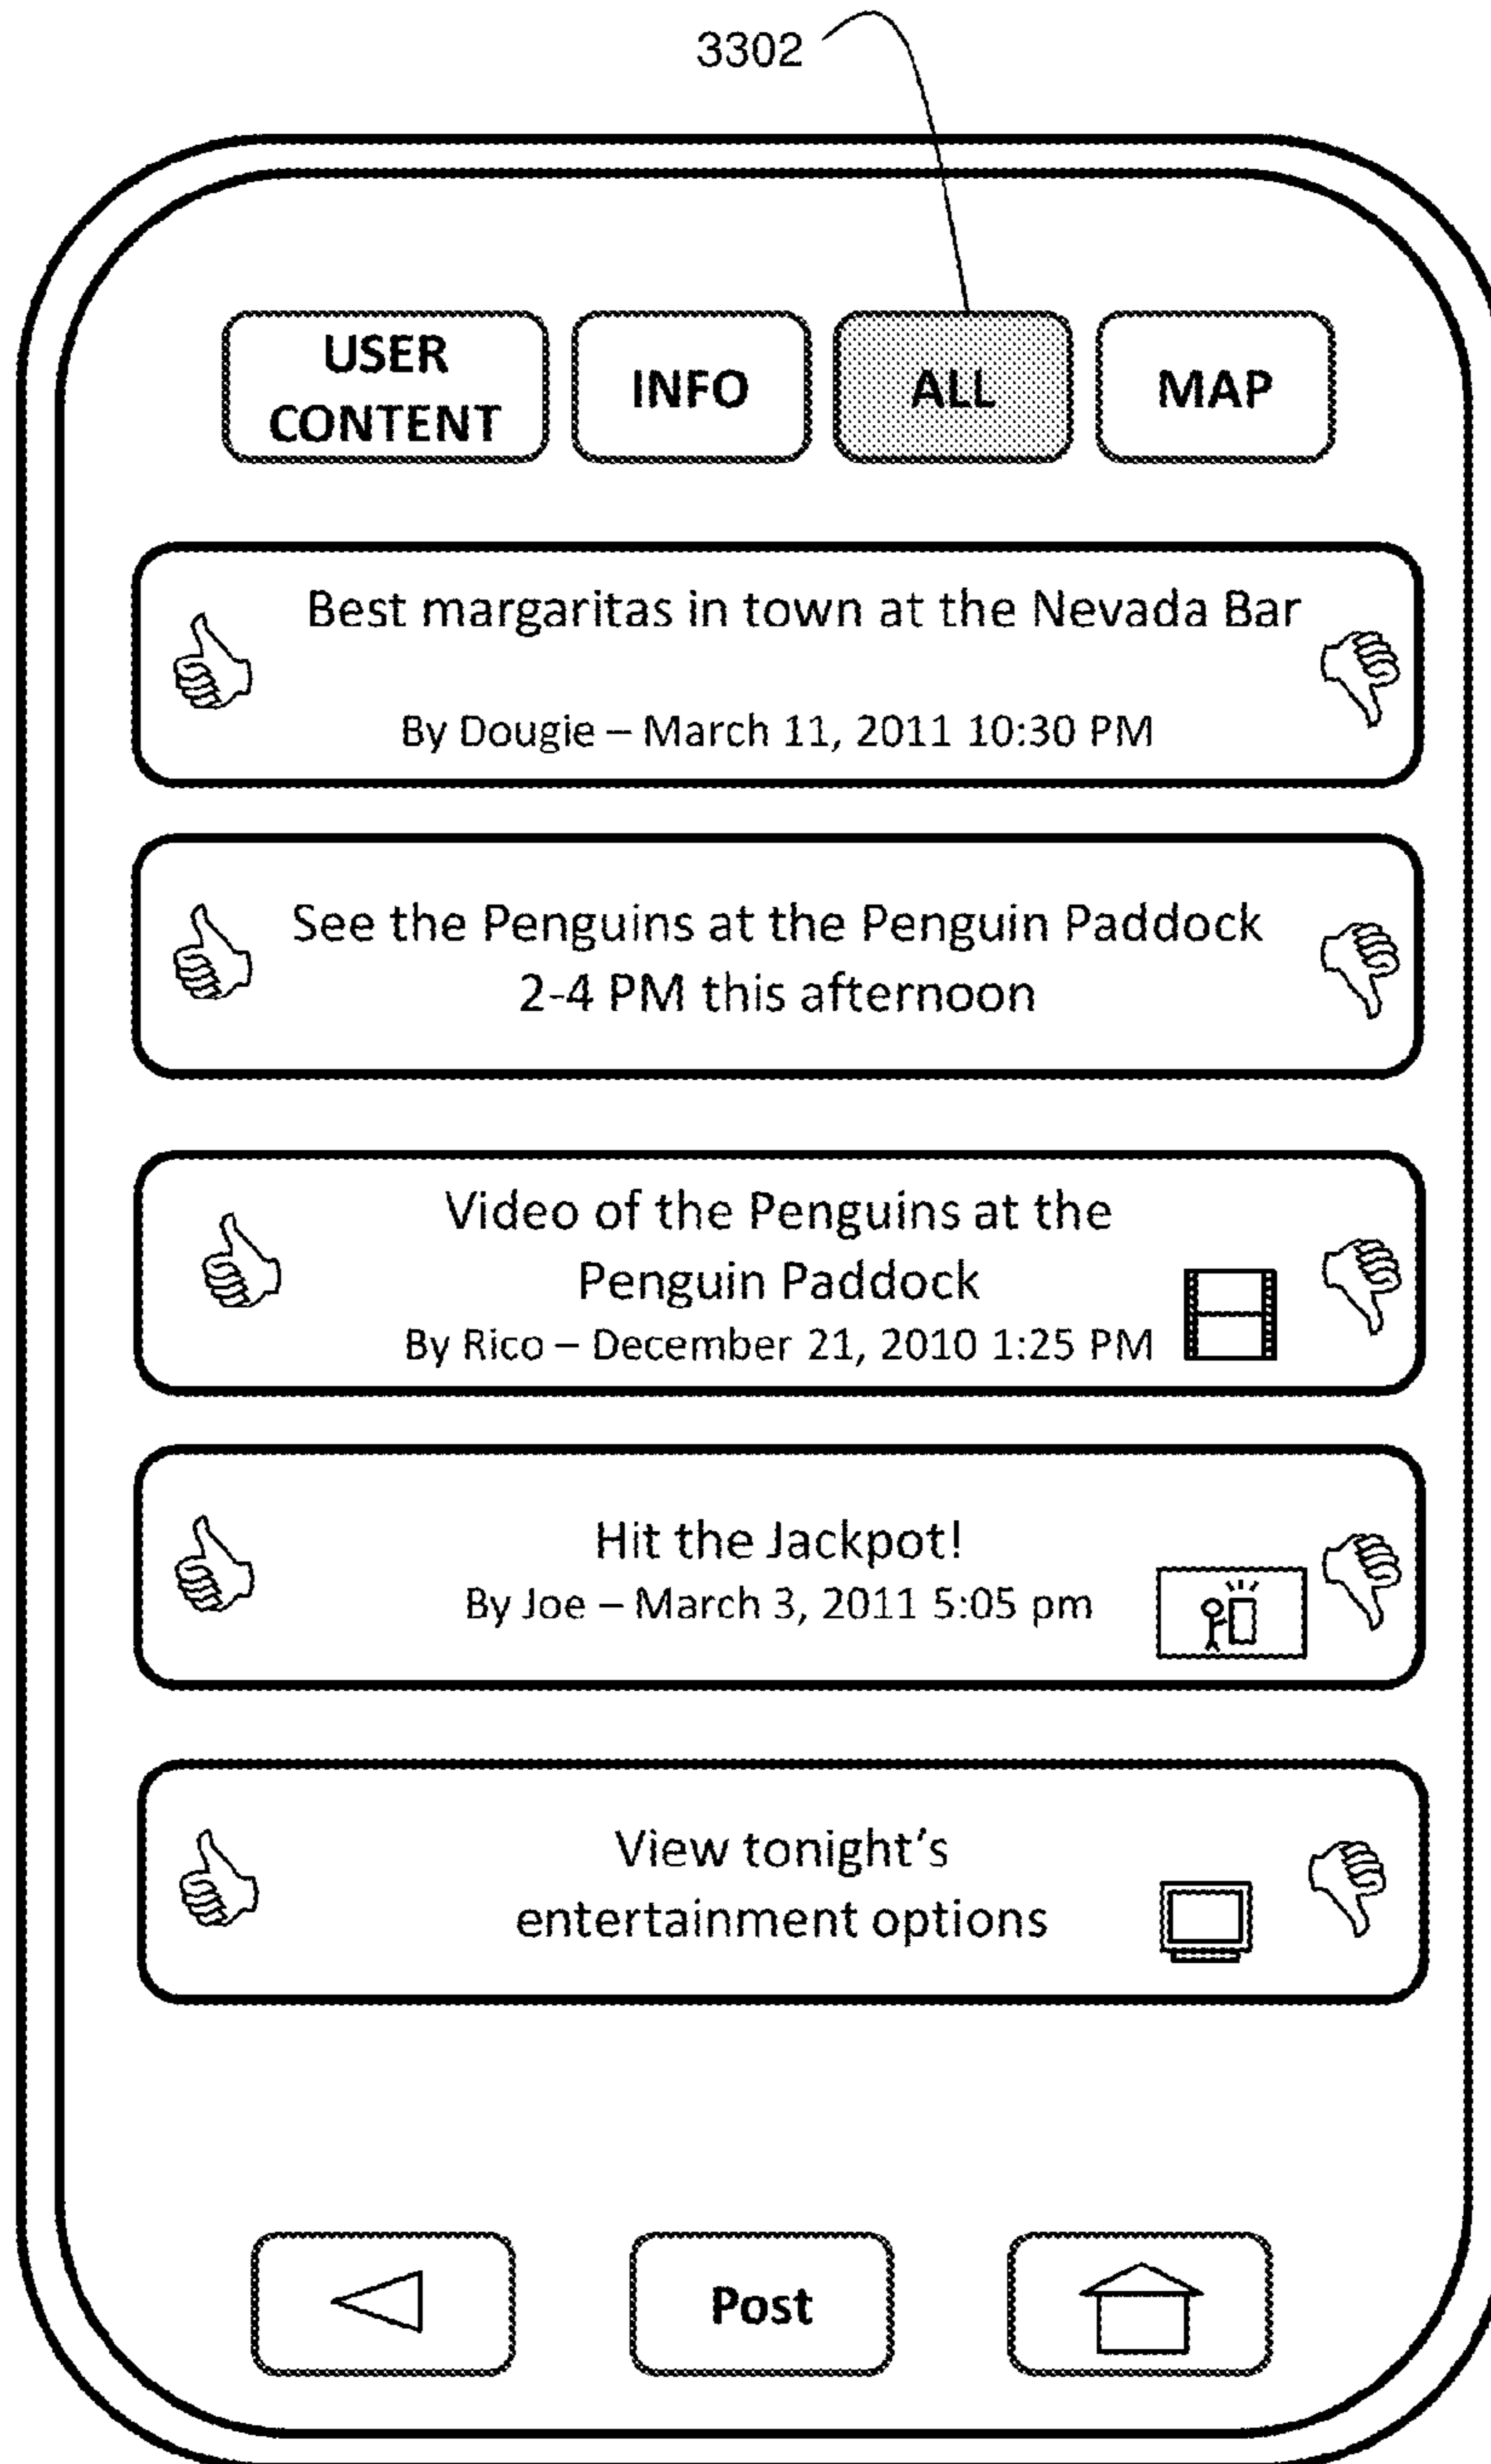 3302
USER
CONTENT
INFO
ALL
MAP
Best margaritas in town at the Nevada Bar
By Dougie – March 11, 2011 10:30 PM
See the Penguins at the Penguin Paddock
2-4 PM this afternoon
Video of the Penguins at the
Penguin Paddock
By Rico – December 21, 2010 1:25 PM
Hit the Jackpot!
By Joe – March 3, 2011 5:05 pm
View tonight's
entertainment options
Post